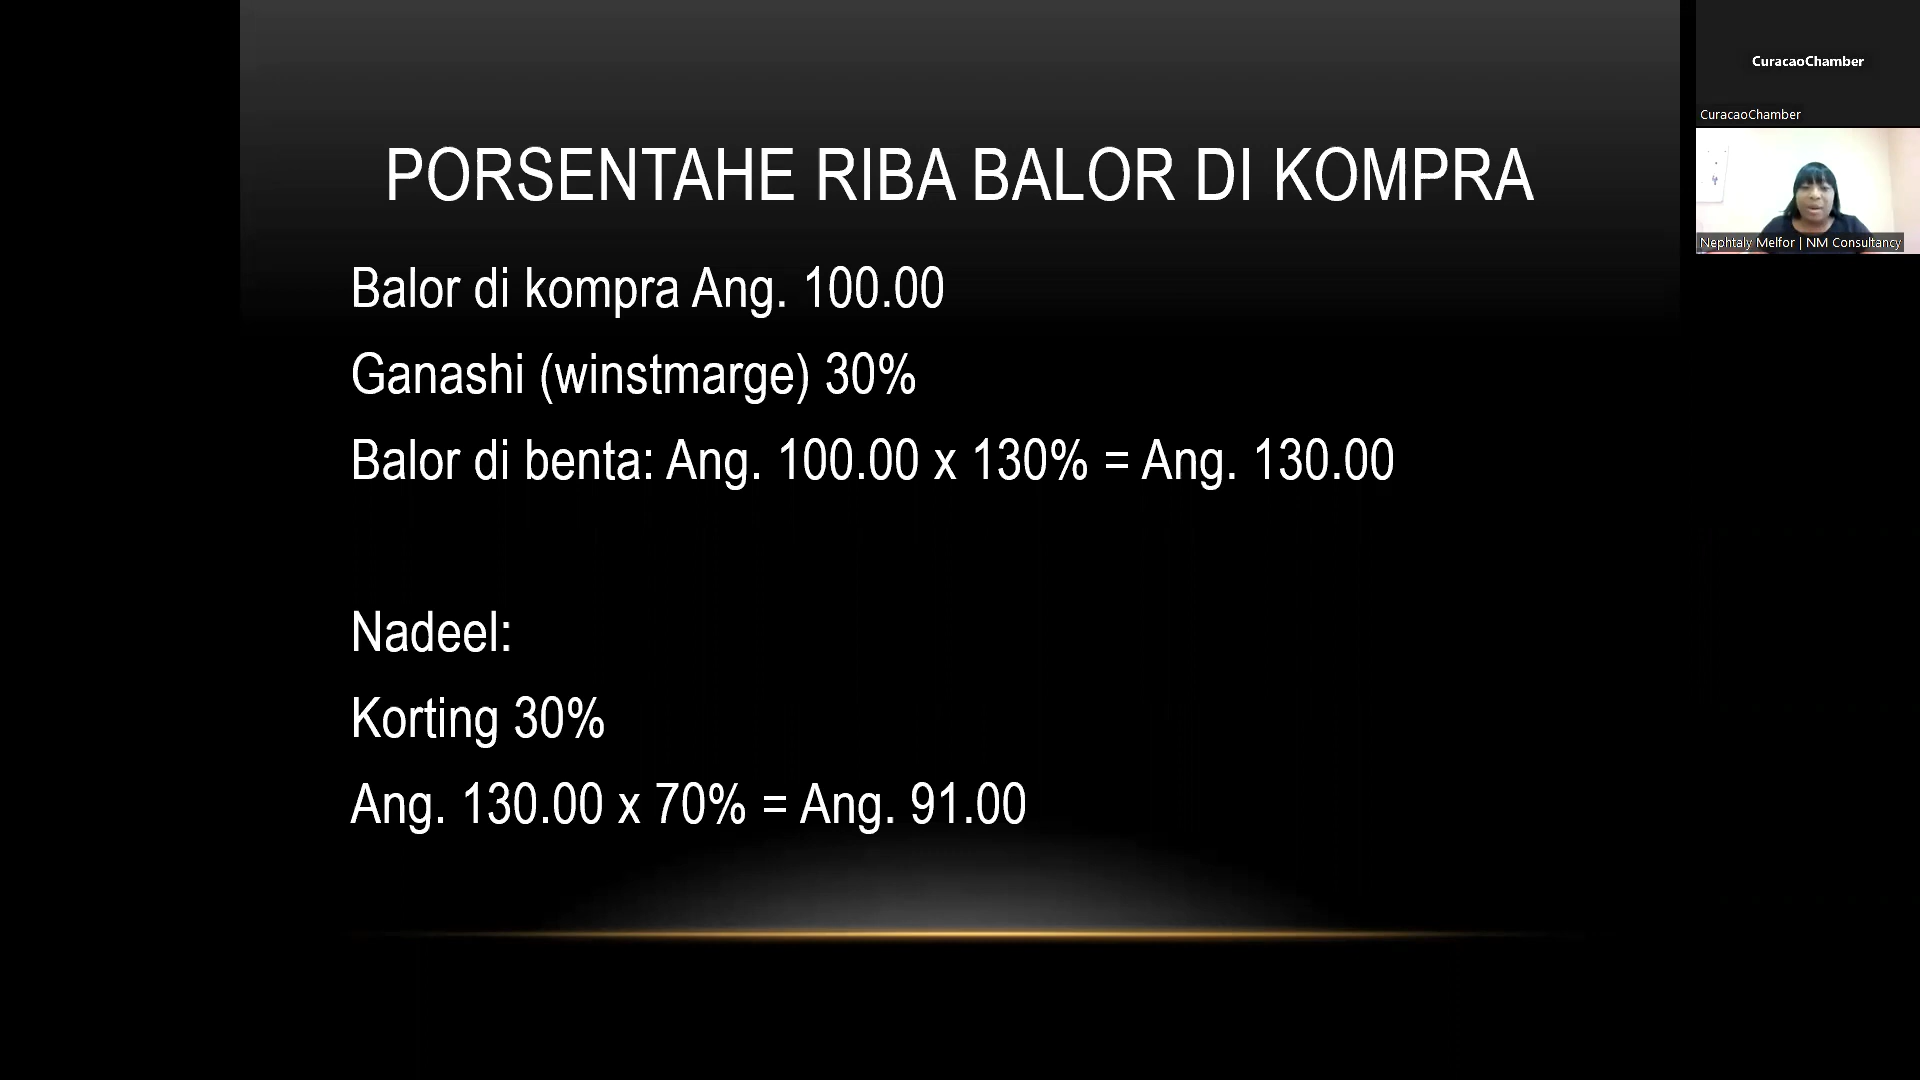 PORSENTAHE RIBA BALOR DI KOMPRA
Balor di kompra Ang. 100.00
Ganashi (winstmarge) 30%
Balor di benta: Ang. 100.00 x 130% = Ang. 130.00
Nadeel:
Korting 30%
Ang. 130.00 x 70% = Ang. 91.00
CuracaoChamber
CuracaoChamber
Nephtaly Melfor | NM Consultancy